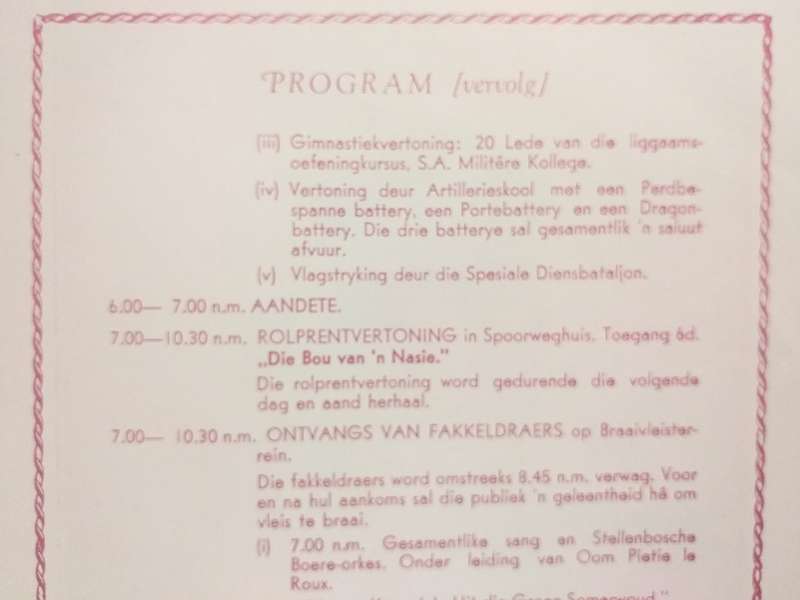 PROGRAM [vervolg]
(iii) Gimnastiekvertoning: 20 Lede van die liggaams-
oefeningkursus, S.A. Militêre Kollege.
(iv) Vertoning deur Artillerieskool met een Perdbe-
spanne battery, een Portebattery en een Dragon-
battery. Die drie batterye sal gesamentlik 'n saluut
afvuur.
(v) Vlagstryking deur die Spesiale Diensbataljon.
6.00— 7.00 n.m. AANDETE.
7.00—10.30 n.m. ROLPRENTVERTONING in Spoorweghuis. Toegang 6d.
„Die Bou van 'n Nasie."
Die rolprentvertoning word gedurende die volgende
dag en aand herhaal.
7.00— 10.30 n.m. ONTVANGS VAN FAKKELDRAERS op Braaivleister-
rein.
Die fakkeldraers word omstreeks 8.45 n.m. verwag. Voor
en na hul aankoms sal die publiek 'n geleentheid hê om
vleis te braai.
(i) 7.00 n.m. Gesamentlike sang en Stellenbosche
Boere-orkes. Onder leiding van Oom Pietie le
Roux.